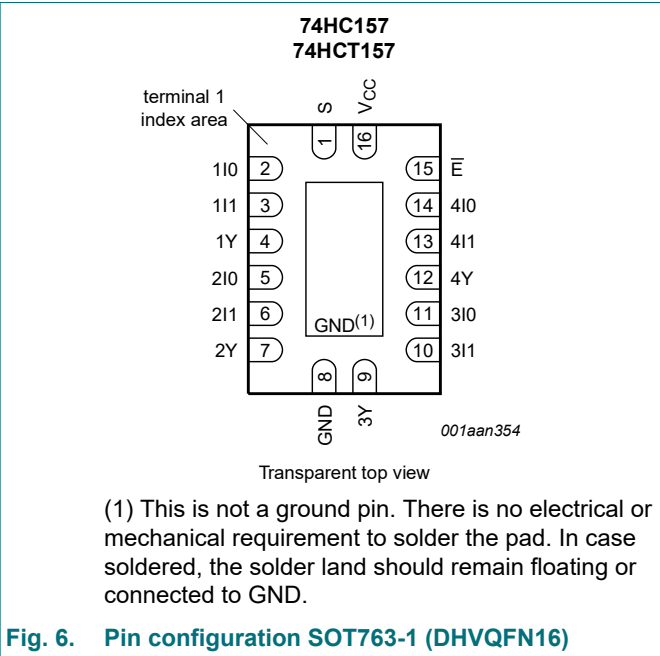 74HC157
74HCT157
terminal 1
index area
S
VCC
1
16
1I0 2
15 E̅
1I1 3
14 4I0
1Y 4
13 4I1
2I0 5
12 4Y
2I1 6
11 3I0
2Y 7
10 3I1
GND(1)
8
9
GND
3Y
001aan354
Transparent top view
(1) This is not a ground pin. There is no electrical or
mechanical requirement to solder the pad. In case
soldered, the solder land should remain floating or
connected to GND.
Fig. 6. Pin configuration SOT763-1 (DHVQFN16)